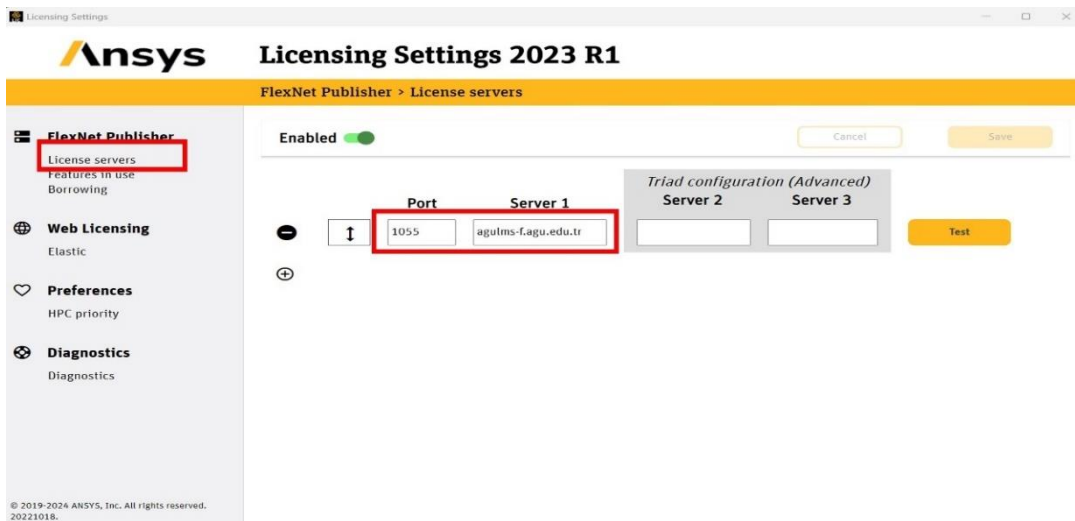 Licensing Settings
Ansys
Licensing Settings 2023 R1
FlexNet Publisher > License servers
FlexNet Publisher
License servers
Features in use
Borrowing
Web Licensing
Elastic
Preferences
HPC priority
Diagnostics
Diagnostics
© 2019-2024 ANSYS, Inc. All rights reserved.
20221018.
Enabled
Cancel
Save
Triad configuration (Advanced)
Port Server 1 Server 2 Server 3
1055 agulms-f.agu.edu.tr Test